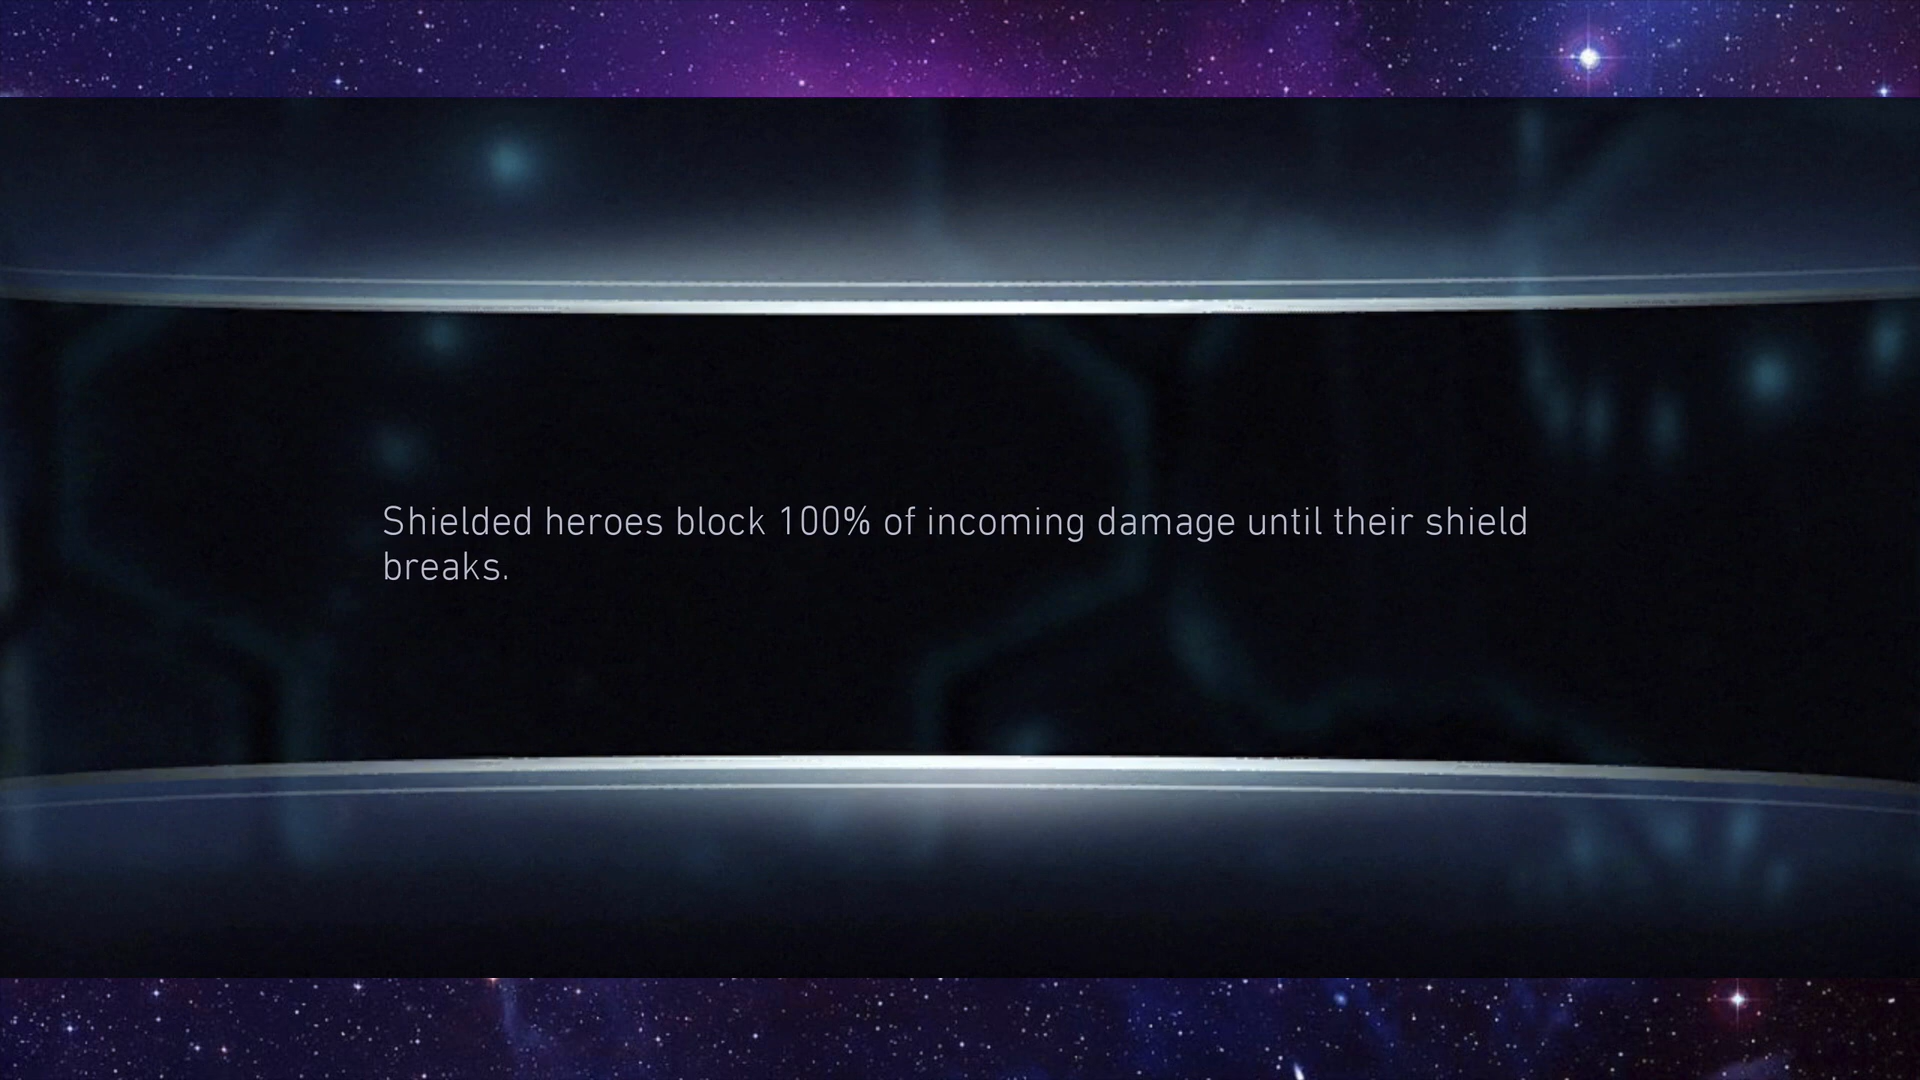 Shielded heroes block 100% of incoming damage until their shield
breaks.